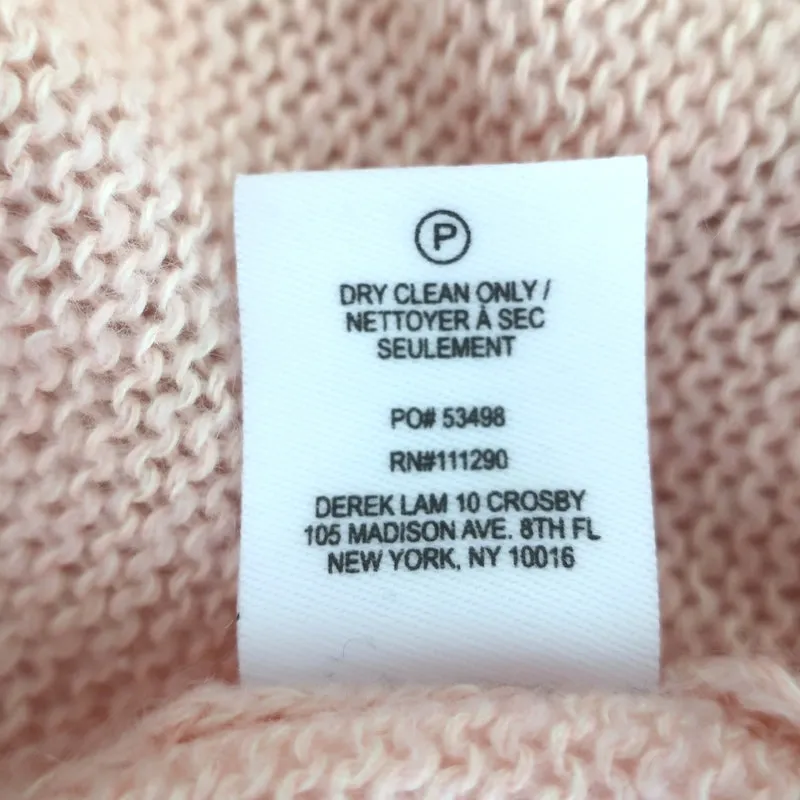 P
DRY CLEAN ONLY /
NETTOYER À SEC
SEULEMENT
PO# 53498
RN#111290
DEREK LAM 10 CROSBY
105 MADISON AVE. 8TH FL
NEW YORK, NY 10016